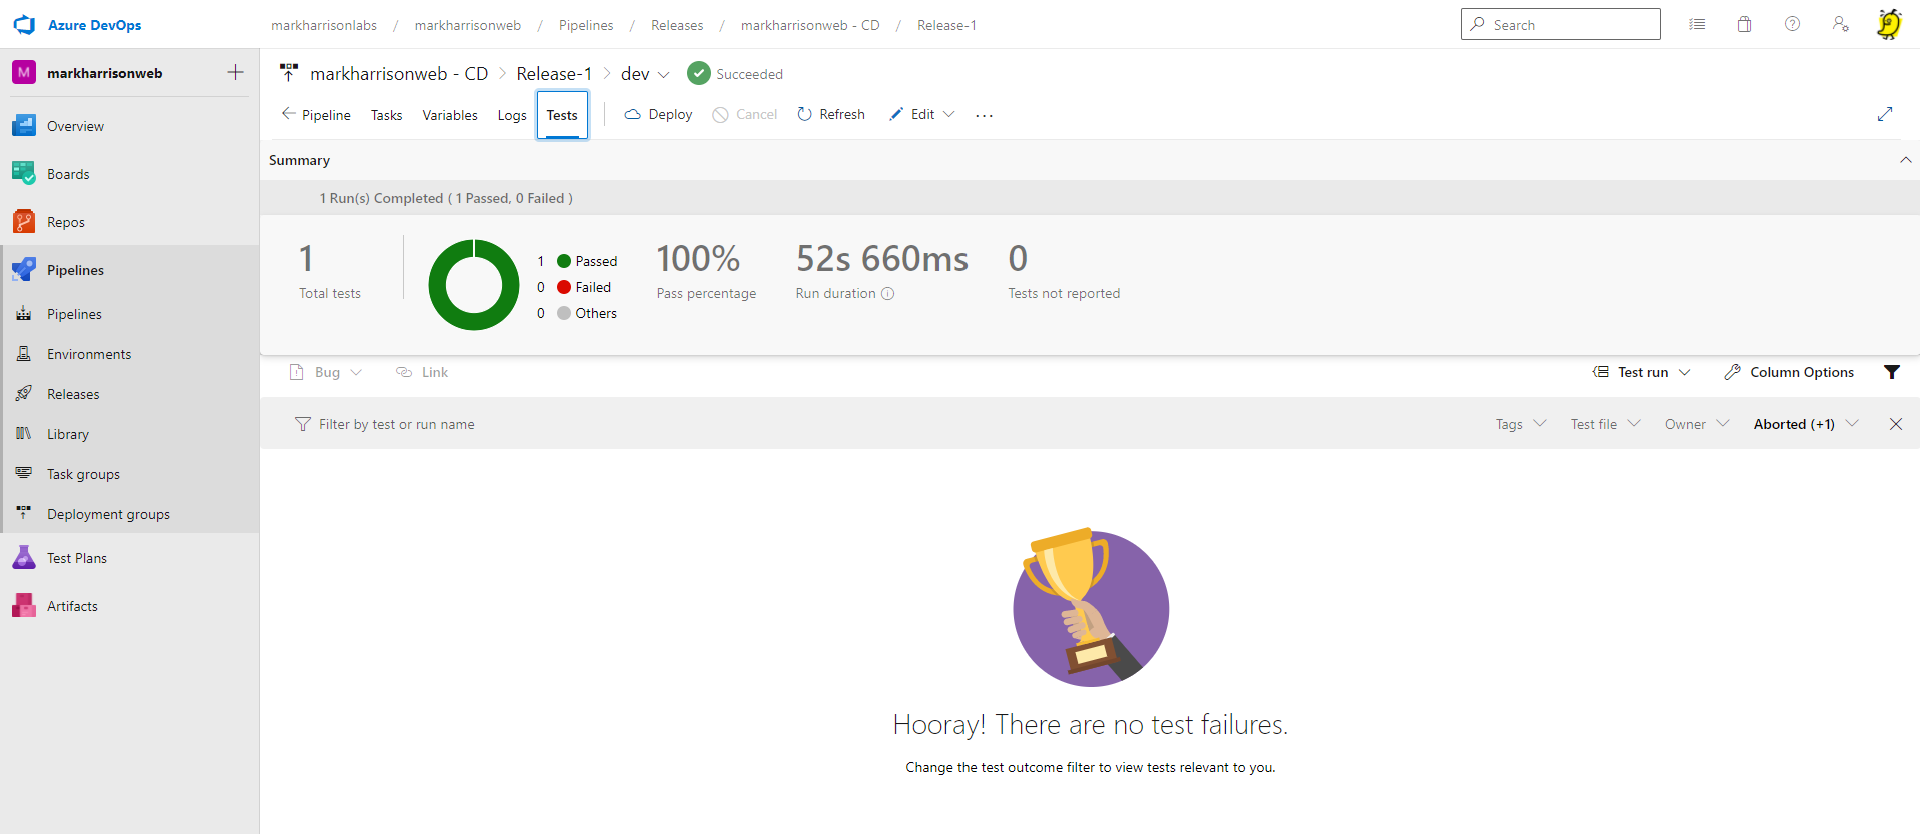 Azure DevOps
markharrisonlabs / markharrisonweb / Pipelines / Releases / markharrisonweb - CD / Release-1
Search
M markharrisonweb
Overview
Boards
Repos
Pipelines
Pipelines
Environments
Releases
Library
Task groups
Deployment groups
Test Plans
Artifacts
markharrisonweb - CD > Release-1 > dev Succeeded
Pipeline Tasks Variables Logs Tests Deploy Cancel Refresh Edit ...
Summary
1 Run(s) Completed ( 1 Passed, 0 Failed )
1
Total tests
1 Passed
0 Failed
0 Others
100%
Pass percentage
52s 660ms
Run duration
0
Tests not reported
Bug Link Test run Column Options
Filter by test or run name Tags Test file Owner Aborted (+1)
Hooray! There are no test failures.
Change the test outcome filter to view tests relevant to you.